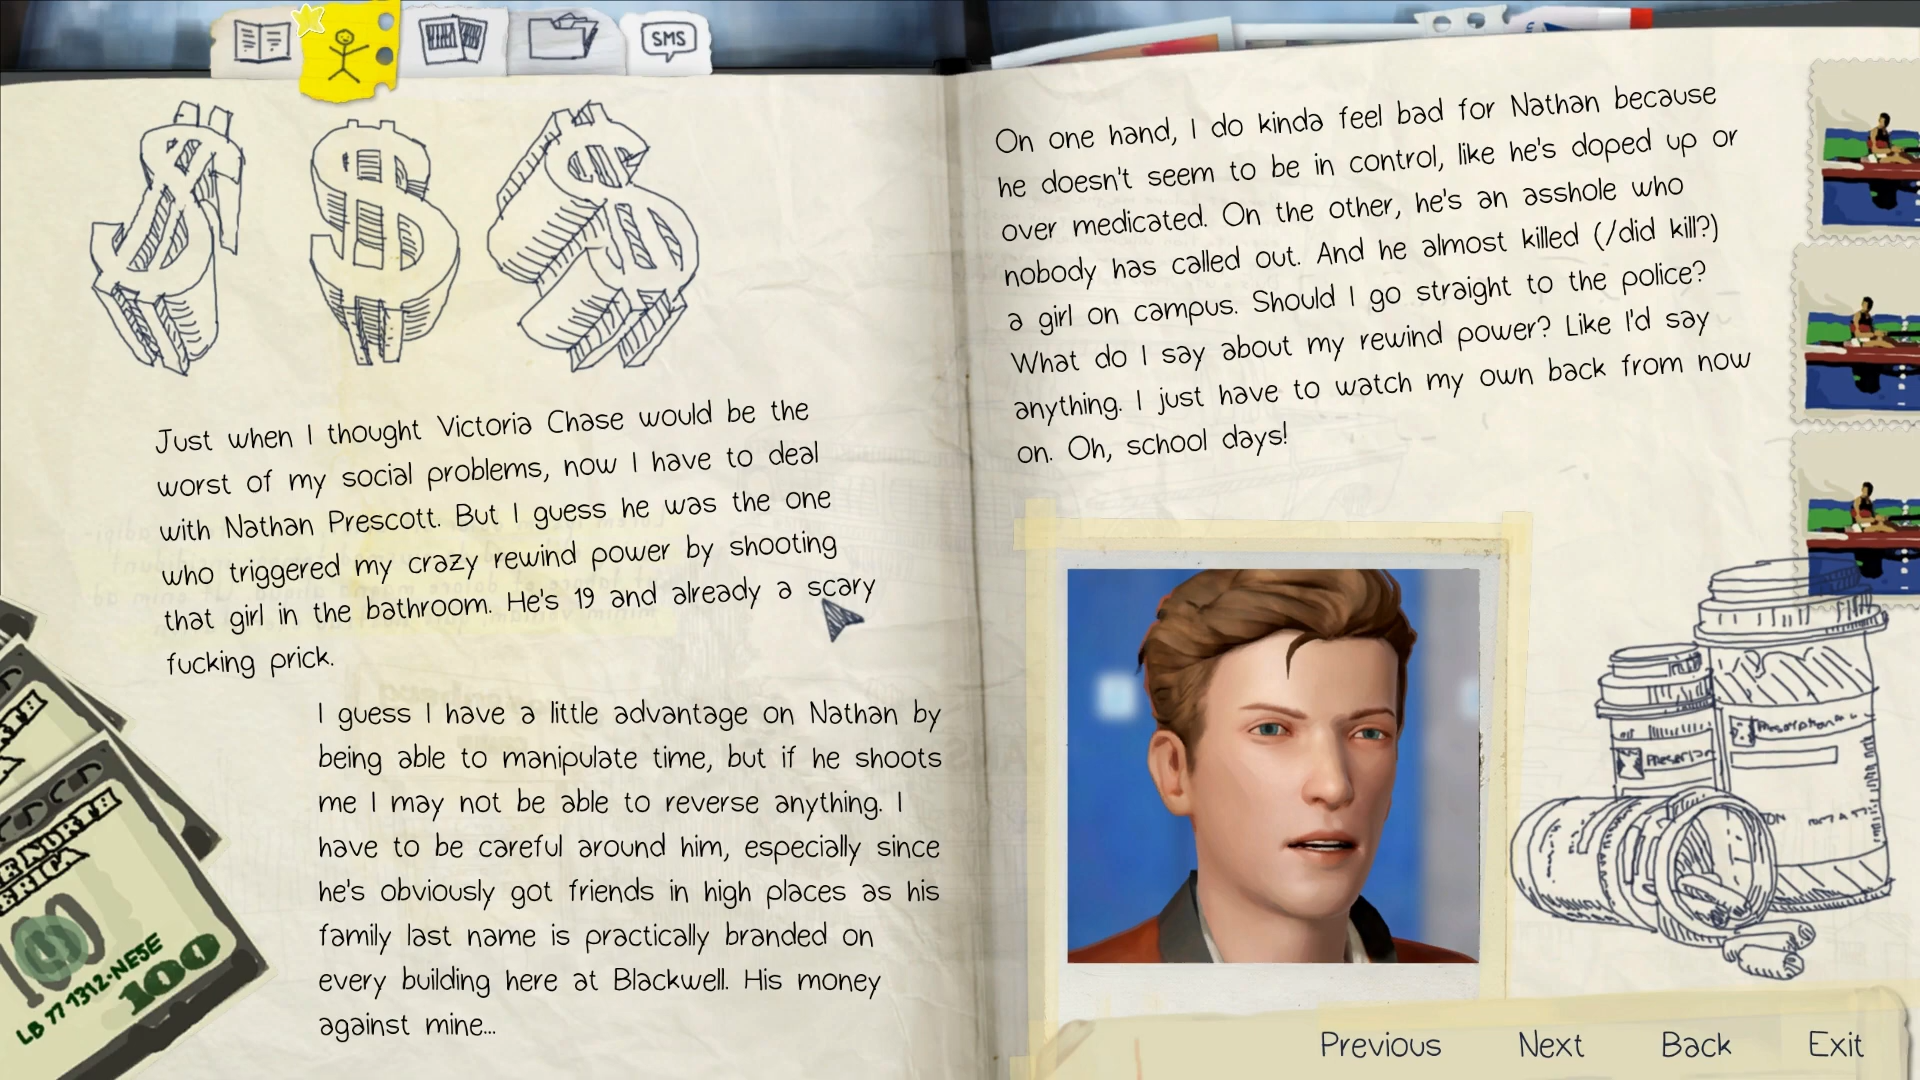 SMS
Just when I thought Victoria Chase would be the
worst of my social problems, now I have to deal
with Nathan Prescott. But I guess he was the one
who triggered my crazy rewind power by shooting
that girl in the bathroom. He's 19 and already a scary
fucking prick.
I guess I have a little advantage on Nathan by
being able to manipulate time, but if he shoots
me I may not be able to reverse anything. I
have to be careful around him, especially since
he's obviously got friends in high places as his
family last name is practically branded on
every building here at Blackwell. His money
against mine...
LB 77 1312-NESE
100
On one hand, I do kinda feel bad for Nathan because
he doesn't seem to be in control, like he's doped up or
over medicated. On the other, he's an asshole who
nobody has called out. And he almost killed (/did kill?)
a girl on campus. Should I go straight to the police?
What do I say about my rewind power? Like I'd say
anything. I just have to watch my own back from now
on. Oh, school days!
Previous Next Back Exit